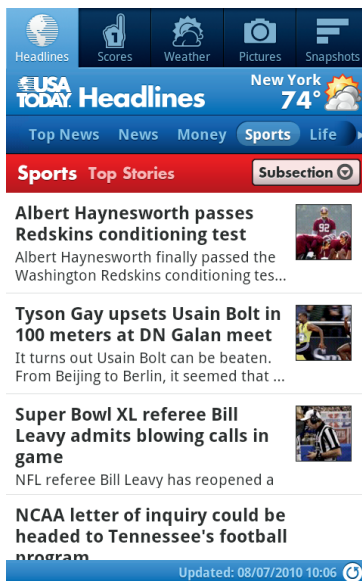 Headlines Scores Weather Pictures Snapshots
USA
TODAY Headlines
New York
74°
Top News News Money Sports Life
Sports Top Stories Subsection
Albert Haynesworth passes
Redskins conditioning test
Albert Haynesworth finally passed the
Washington Redskins conditioning tes...
92
Tyson Gay upsets Usain Bolt in
100 meters at DN Galan meet
It turns out Usain Bolt can be beaten.
From Beijing to Berlin, it seemed that ...
Super Bowl XL referee Bill
Leavy admits blowing calls in
game
NFL referee Bill Leavy has reopened a
NCAA letter of inquiry could be
headed to Tennessee's football
program
Updated: 08/07/2010 10:06